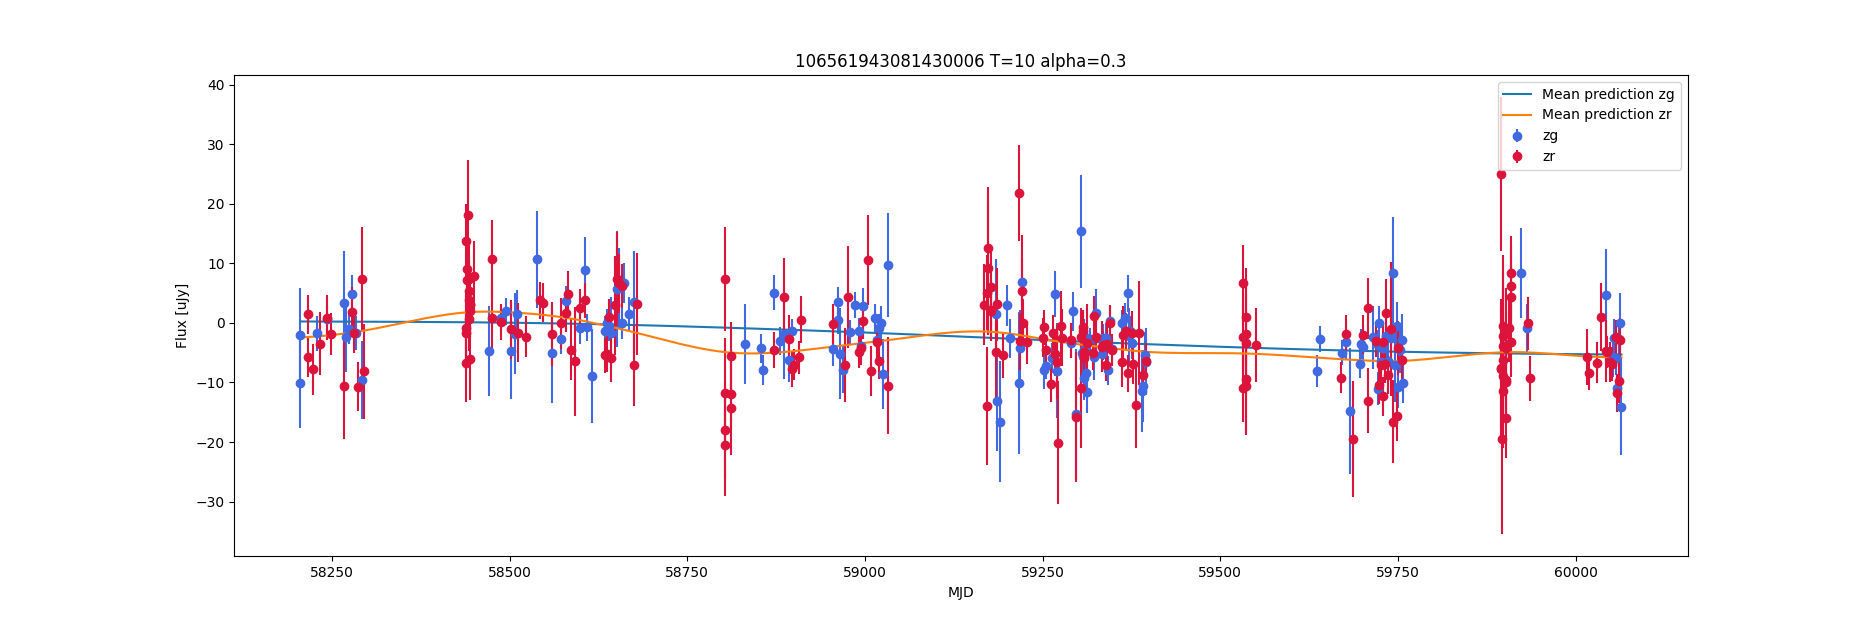 106561943081430006 T=10 alpha=0.3
Flux [uJy]
40
30
20
10
0
−10
−20
−30
Mean prediction zg
Mean prediction zr
zg
zr
58250 58500 58750 59000 59250 59500 59750 60000
MJD